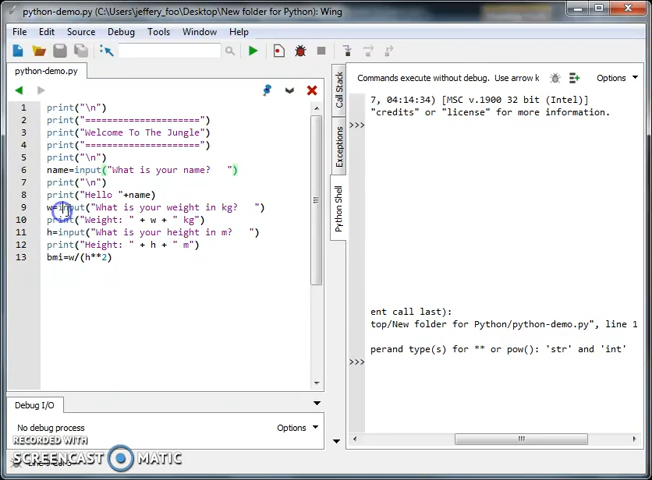 python-demo.py (C:\Users\jeffery_foo\Desktop\New folder for Python): Wing
File Edit Source Debug Tools Window Help
python-demo.py
1 print("\n")
2 print("=====================")
3 print("Welcome To The Jungle")
4 print("=====================")
5 print("\n")
6 name=input("What is your name?   ")
7 print("\n")
8 print("Hello "+name)
9 w=input("What is your weight in kg?   ")
10 print("Weight: " + w + " kg")
11 h=input("What is your height in m?   ")
12 print("Height: " + h + " m")
13 bmi=w/(h**2)
Debug I/O
No debug process
Options
Call Stack
Exceptions
Python Shell
Commands execute without debug. Use arrow k
Options
7, 04:14:34) [MSC v.1900 32 bit (Intel)]
"credits" or "license" for more information.
>>>
ent call last):
top/New folder for Python/python-demo.py", line 1
perand type(s) for ** or pow(): 'str' and 'int'
>>>
RECORDED WITH
SCREENCAST MATIC